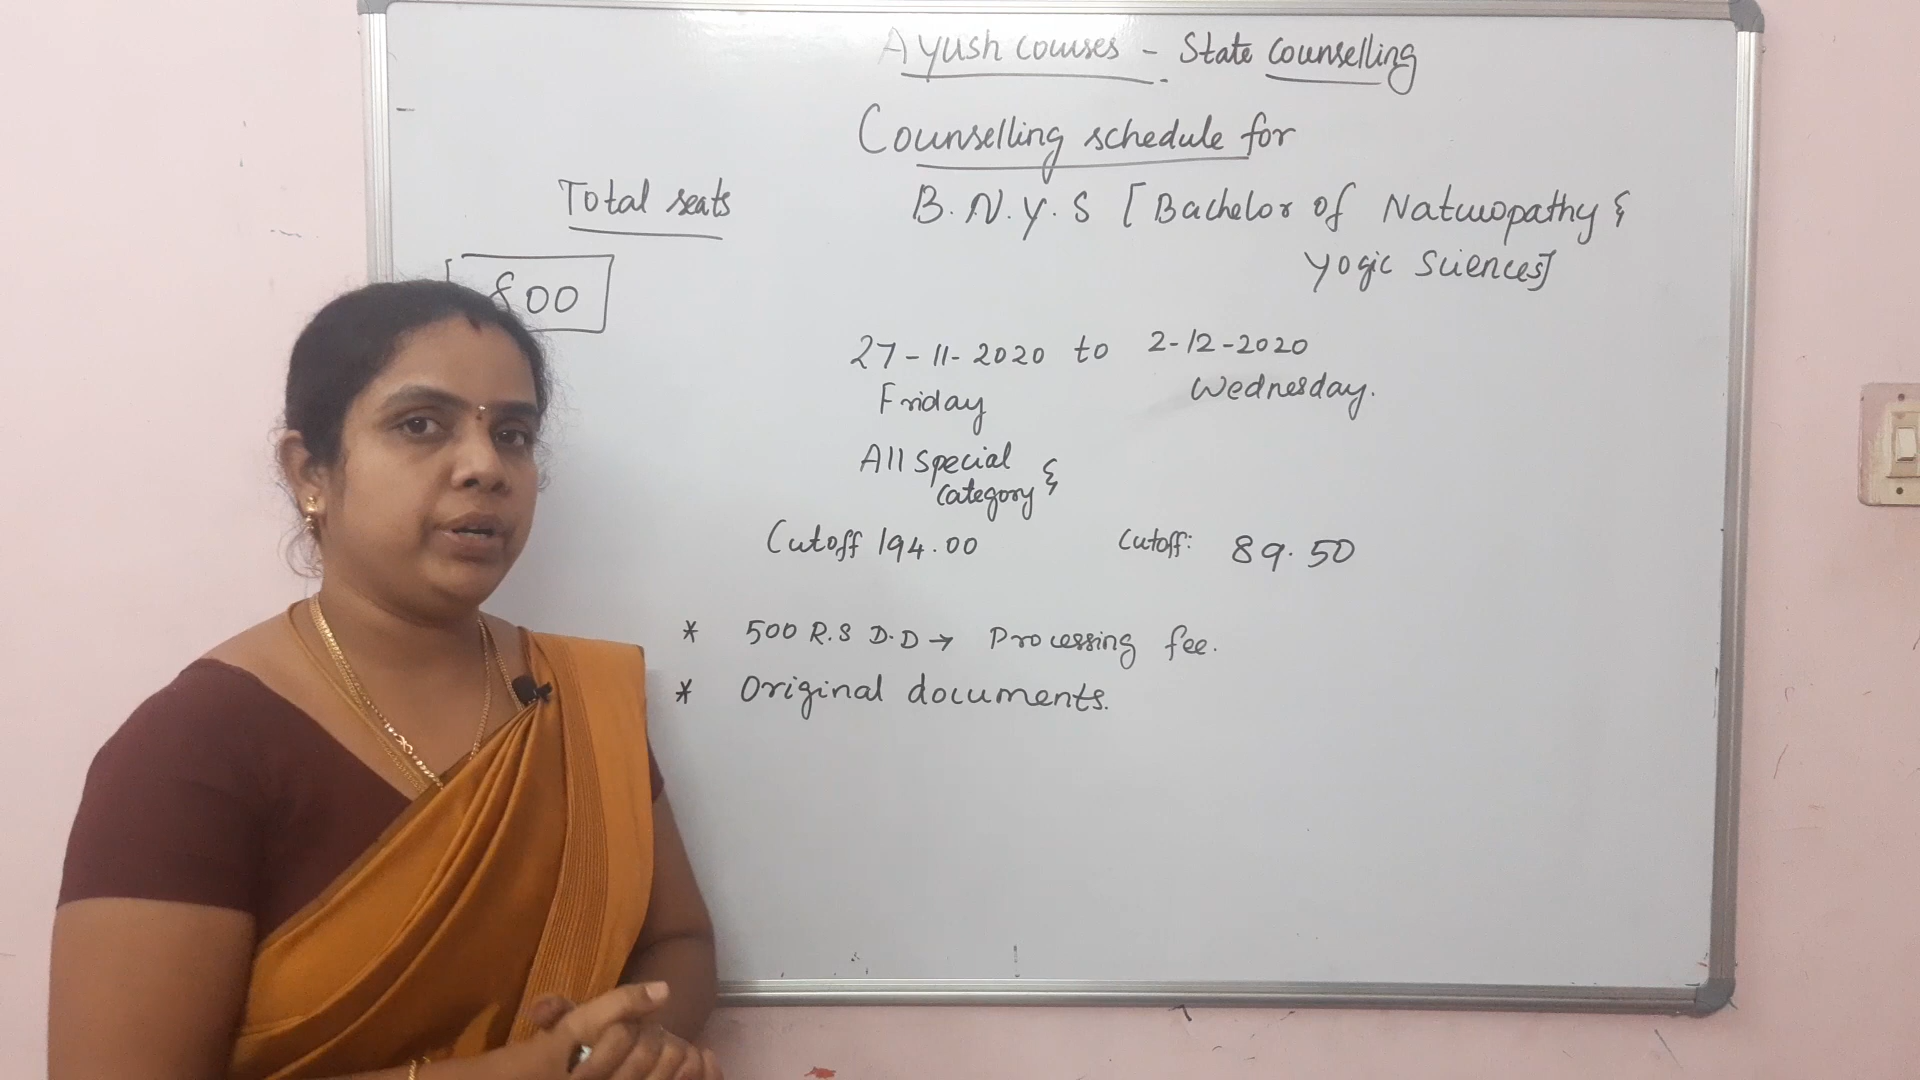 Ayush courses - State Counselling
Counselling schedule for
Total seats
B.N.Y.S [Bachelor of Naturopathy &
Yogic Sciences]
800
27-11-2020 to 2-12-2020
Friday Wednesday.
All special
category &
Cutoff 194.00 Cutoff: 89.50
* 500 R.S D.D → Processing fee.
* Original documents.